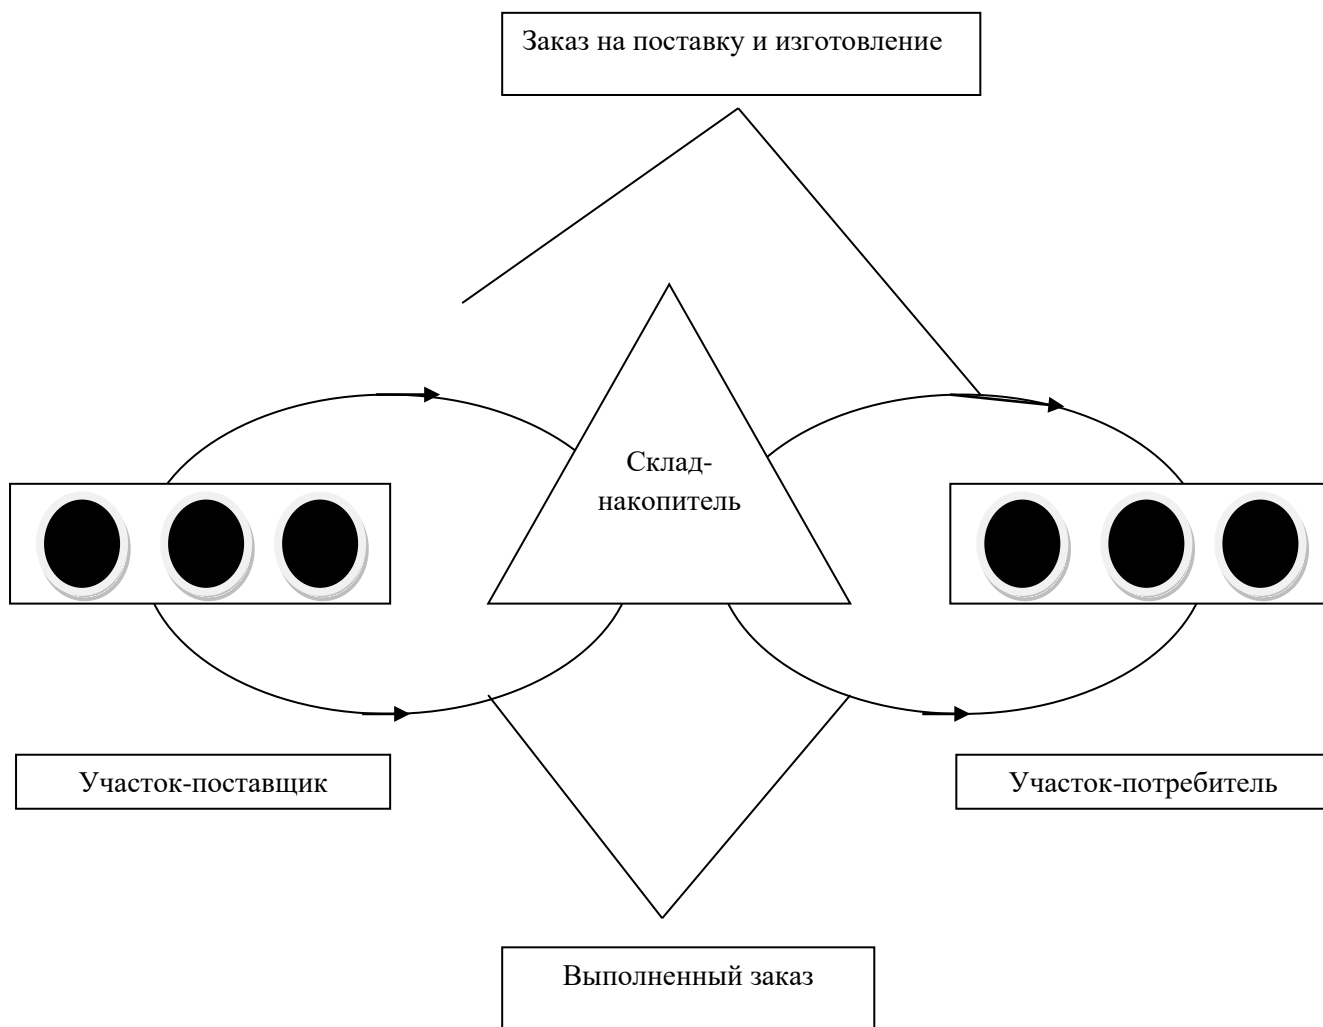 Заказ на поставку и изготовление
Склад-
накопитель
Участок-поставщик
Участок-потребитель
Выполненный заказ